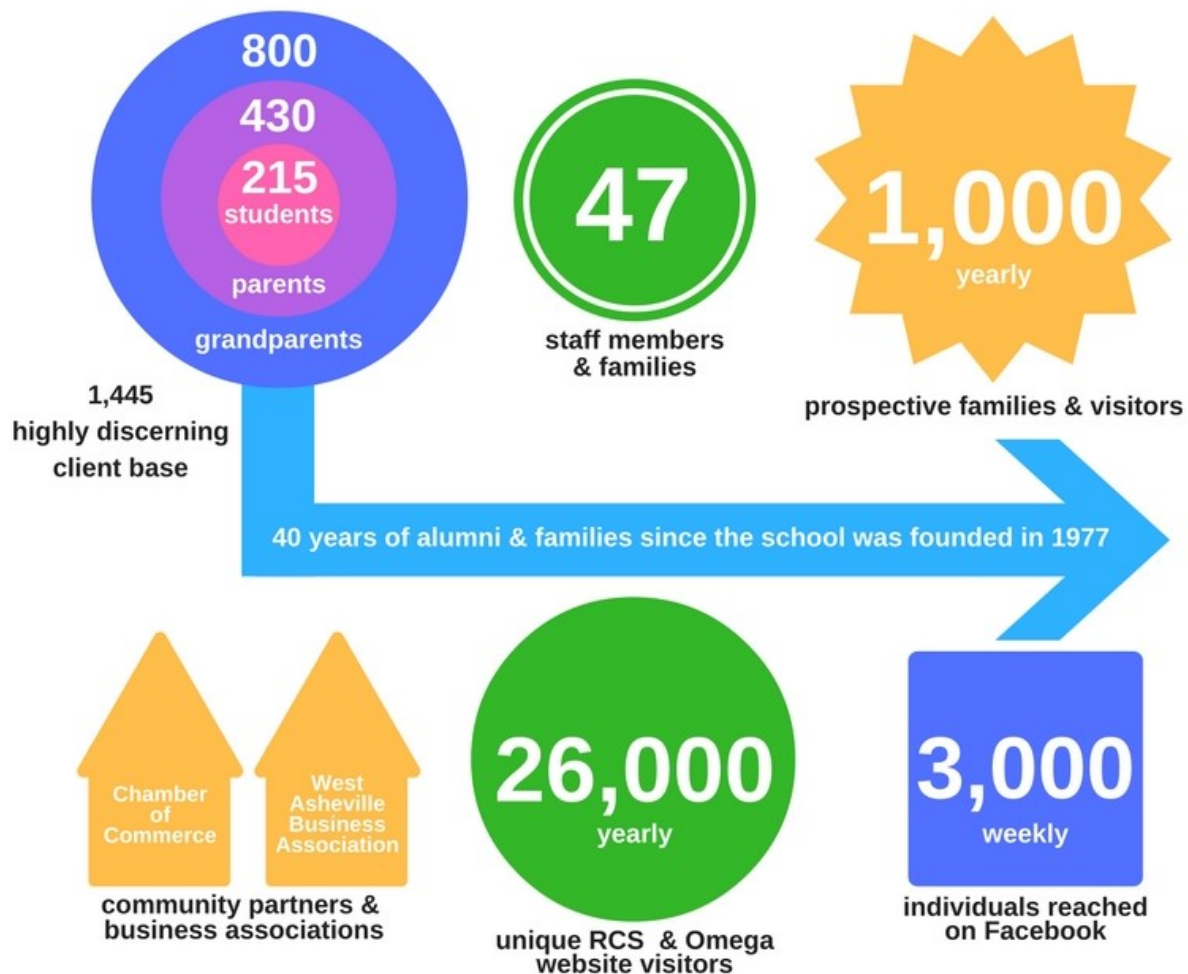 800
430
215
students
parents
grandparents
1,445
highly discerning
client base
47
staff members
& families
1,000
yearly
prospective families & visitors
40 years of alumni & families since the school was founded in 1977
Chamber
of
Commerce
West
Asheville
Business
Association
community partners &
business associations
26,000
yearly
unique RCS & Omega
website visitors
3,000
weekly
individuals reached
on Facebook